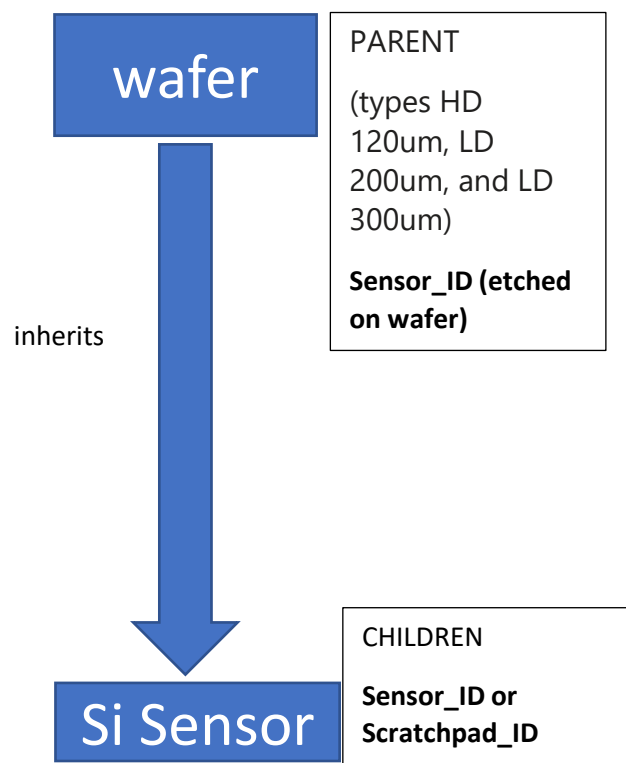 wafer
PARENT
(types HD
120um, LD
200um, and LD
300um)
Sensor_ID (etched
on wafer)
inherits
Si Sensor
CHILDREN
Sensor_ID or
Scratchpad_ID